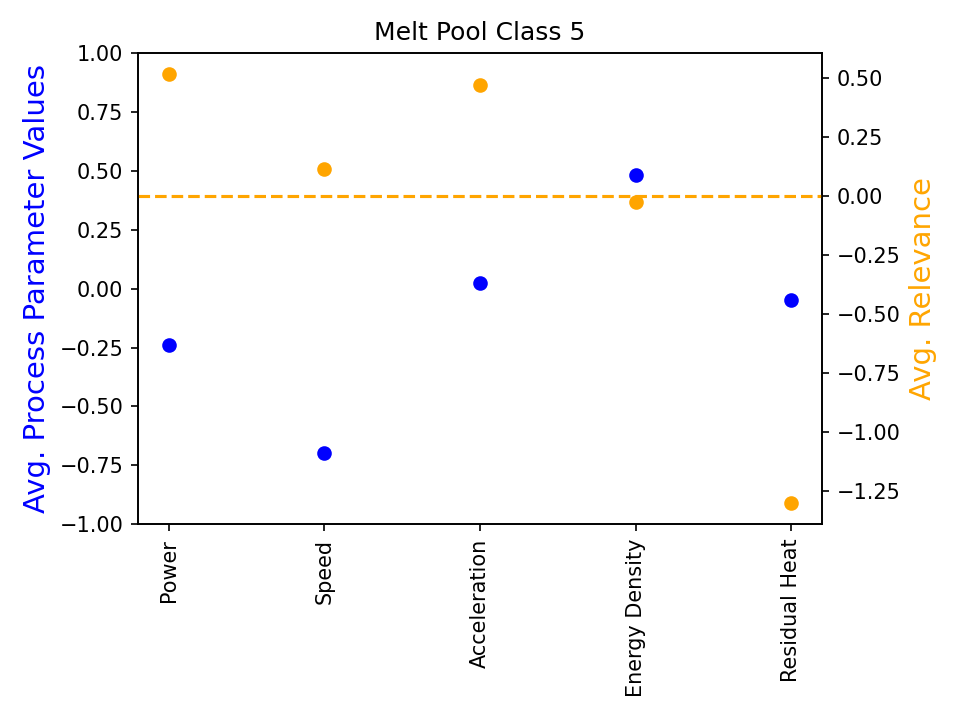 Melt Pool Class 5
Avg. Process Parameter Values
1.00
0.75
0.50
0.25
0.00
−0.25
−0.50
−0.75
−1.00
0.50
0.25
0.00
−0.25
−0.50
−0.75
−1.00
−1.25
Avg. Relevance
Power
Speed
Acceleration
Energy Density
Residual Heat